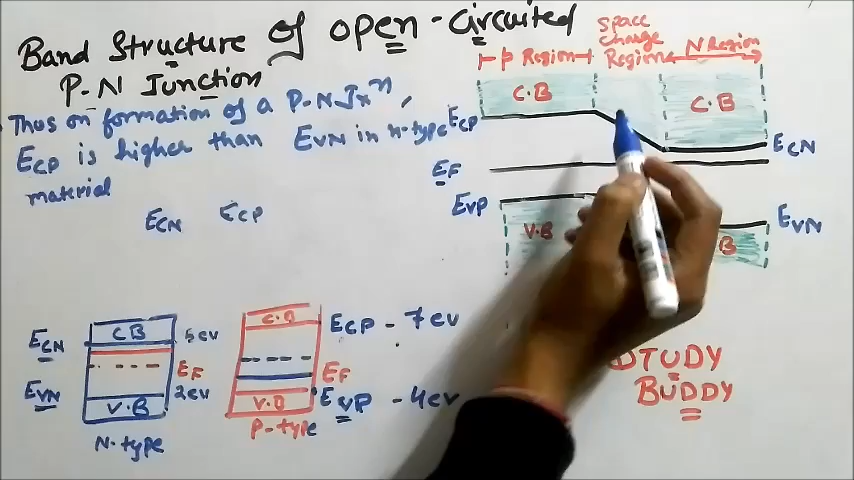 Band Structure of open-circuited
P-N Junction
Thus on formation of a P-N Jxⁿ,
ECP is higher than EVN in n-type
material
ECN ECP
Space
charge
Region
P Region
N Region
C·B
C·B
ECP
ECN
EF
EVP
EVN
V·B
B
STUDY
BUDDY
CB
ECN
5ev
EF
EVN
2ev
V·B
N-type
C·B
ECP - 7ev
EF
V·B
EVP - 4ev
P-type